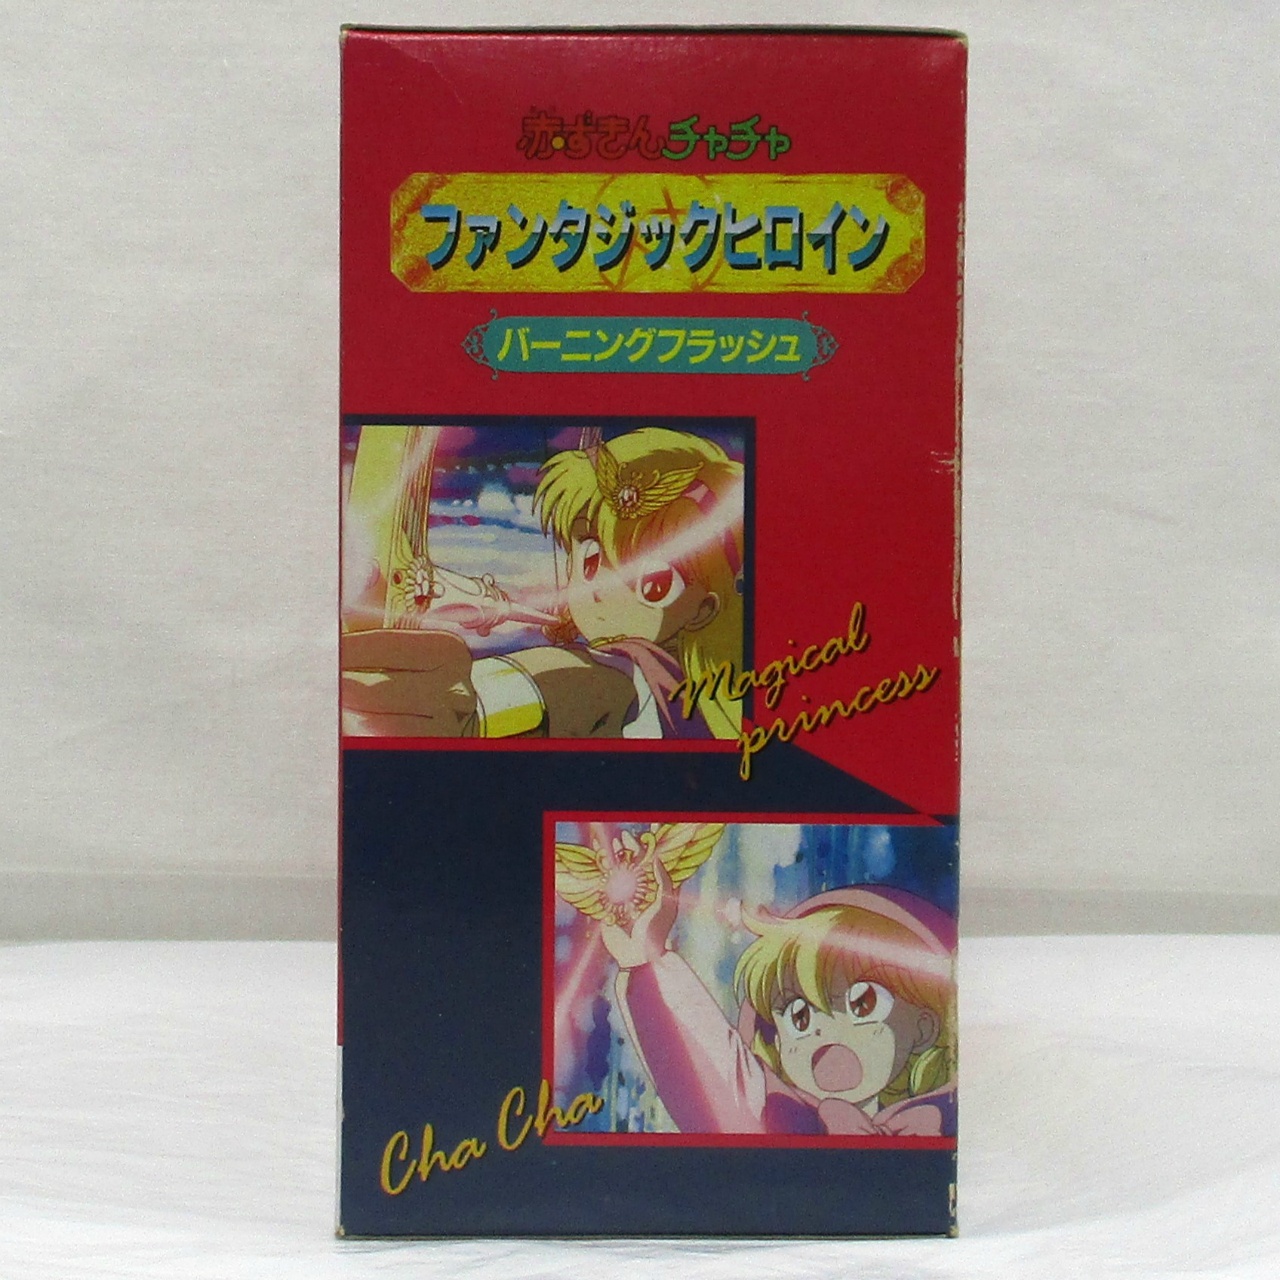 赤ずきんチャチャ
ファンタジックヒロイン
バーニングフラッシュ
Magical
princess
Cha Cha